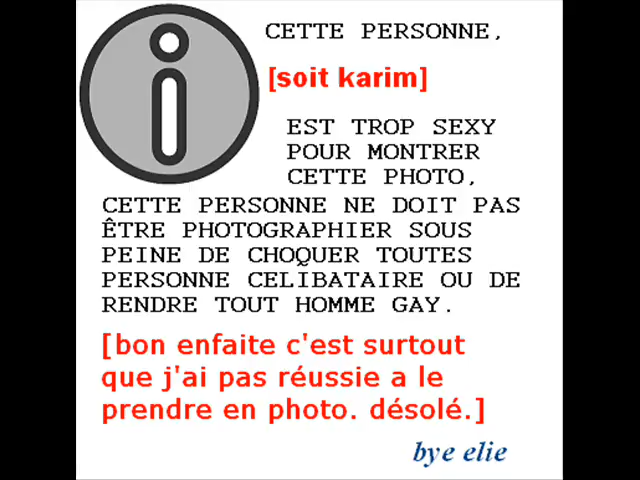 CETTE PERSONNE,
[soit karim]
EST TROP SEXY
POUR MONTRER
CETTE PHOTO,
CETTE PERSONNE NE DOIT PAS
ÊTRE PHOTOGRAPHIER SOUS
PEINE DE CHOQUER TOUTES
PERSONNE CELIBATAIRE OU DE
RENDRE TOUT HOMME GAY.
[bon enfaite c'est surtout
que j'ai pas réussie a le
prendre en photo. désolé.]
bye elie